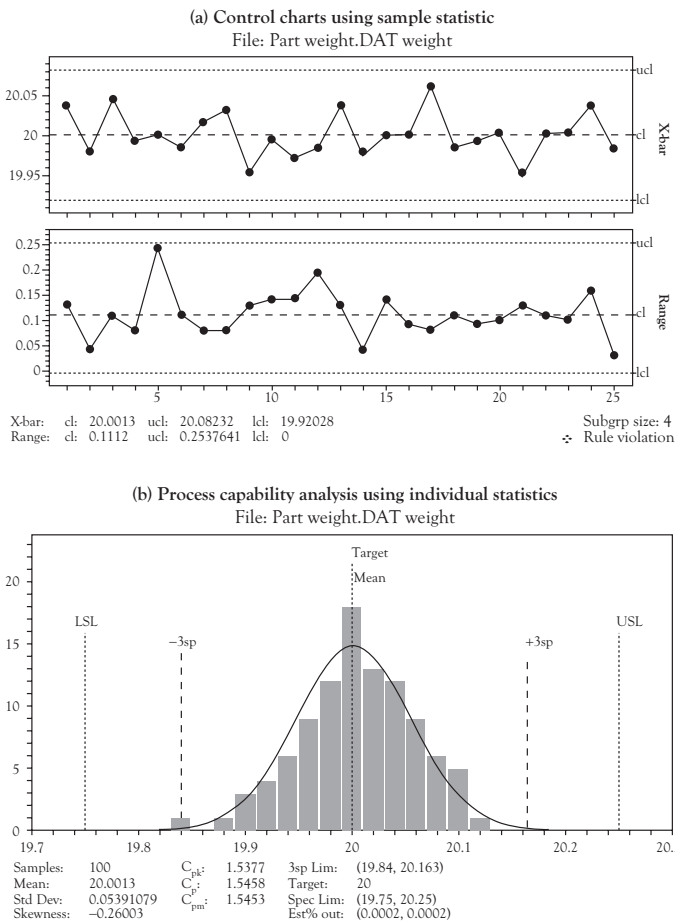 (a) Control charts using sample statistic
File: Part weight.DAT weight
20.05
20
19.95
ucl
cl
lcl
X-bar
0.25
0.2
0.15
0.1
0.05
0
ucl
cl
lcl
Range
5 10 15 20 25
X-bar: cl: 20.0013 ucl: 20.08232 lcl: 19.92028 Subgrp size: 4
Range: cl: 0.1112 ucl: 0.2537641 lcl: 0 Rule violation
(b) Process capability analysis using individual statistics
File: Part weight.DAT weight
Target
Mean
LSL
USL
−3sp
+3sp
20
15
10
5
0
19.7 19.8 19.9 20 20.1 20.2 20.
Samples: 100 Cpk: 1.5377 3sp Lim: (19.84, 20.163)
Mean: 20.0013 Cp: 1.5458 Target: 20
Std Dev: 0.05391079 Cpm: 1.5453 Spec Lim: (19.75, 20.25)
Skewness: −0.26003 Est% out: (0.0002, 0.0002)